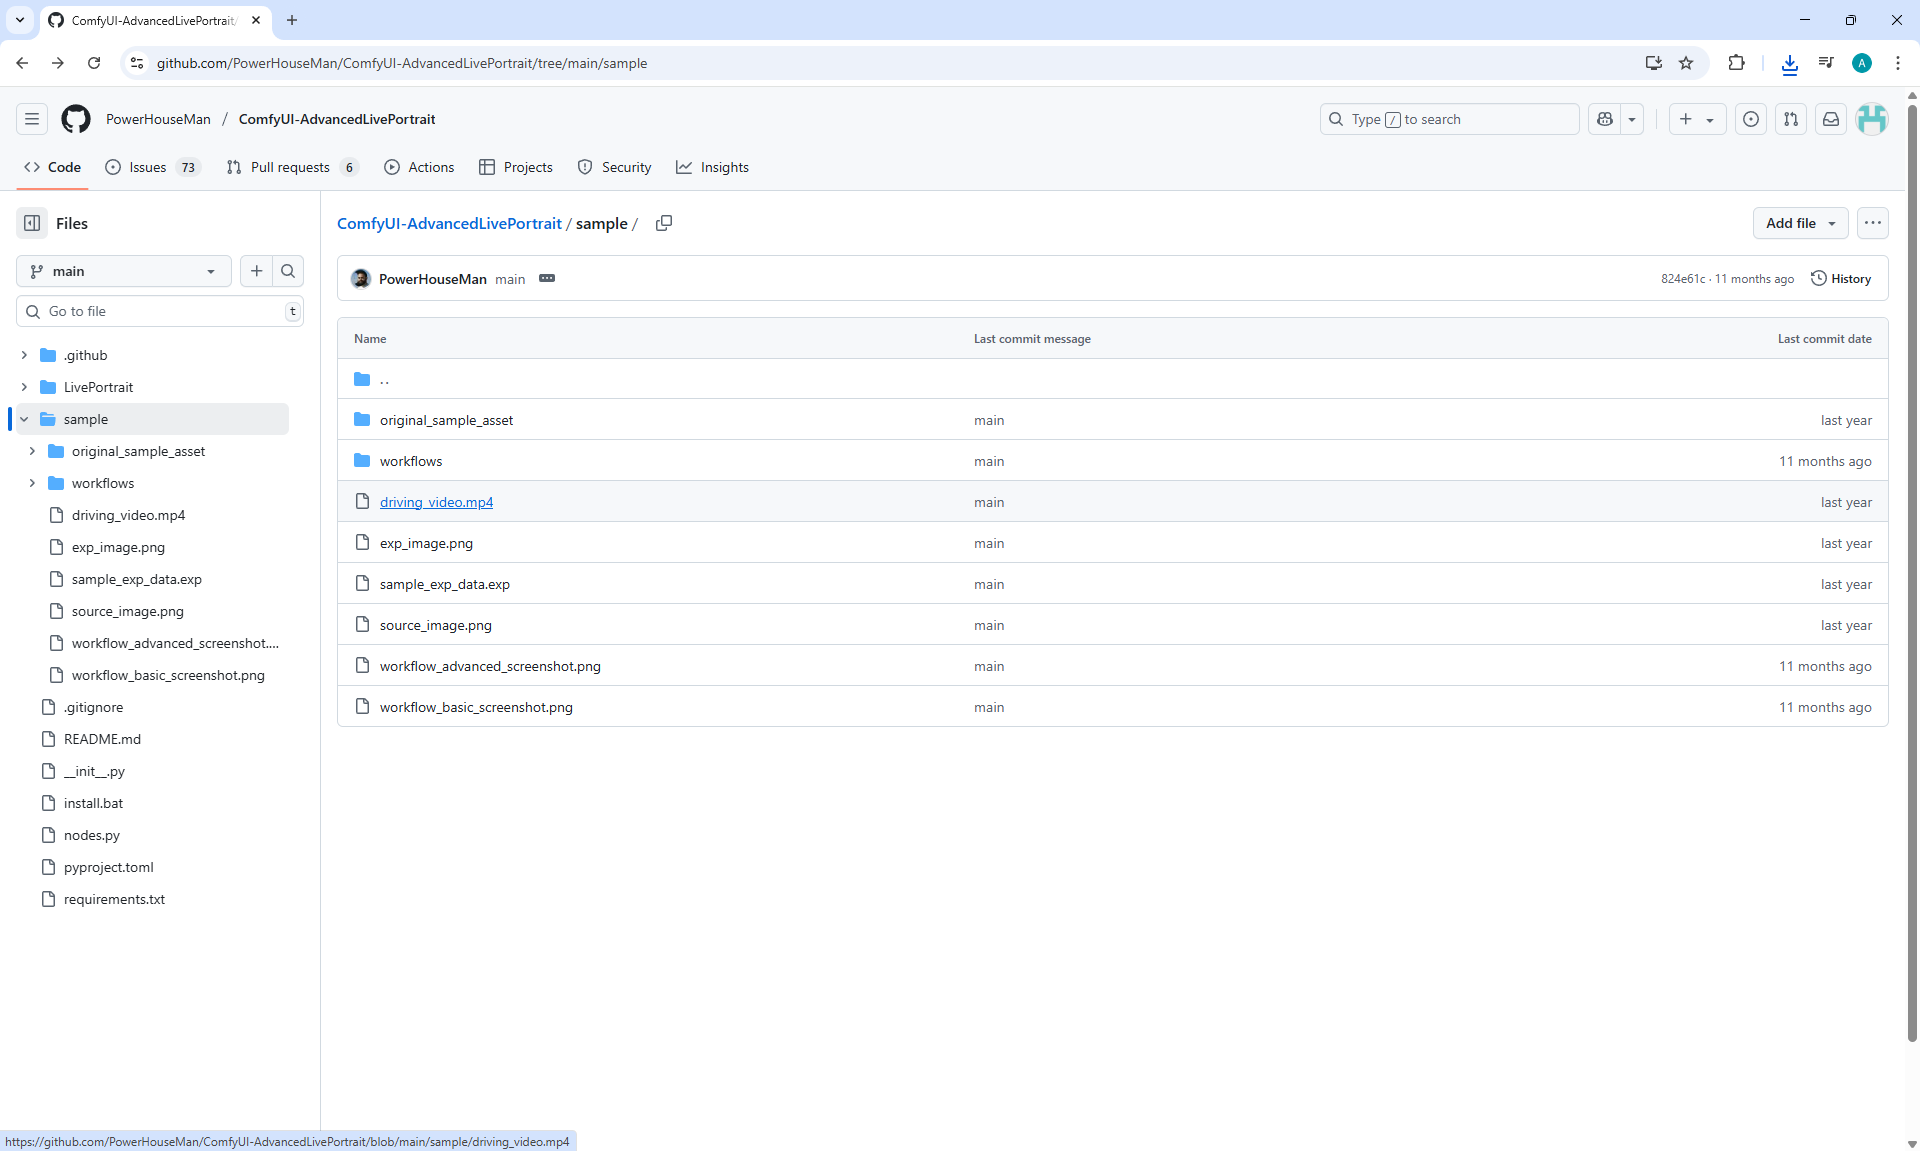 ComfyUI-AdvancedLivePortrait/
github.com/PowerHouseMan/ComfyUI-AdvancedLivePortrait/tree/main/sample
A
PowerHouseMan / ComfyUI-AdvancedLivePortrait
Type / to search
Code
Issues 73
Pull requests 6
Actions
Projects
Security
Insights
Files
main
Go to file
t
.github
LivePortrait
sample
original_sample_asset
workflows
driving_video.mp4
exp_image.png
sample_exp_data.exp
source_image.png
workflow_advanced_screenshot....
workflow_basic_screenshot.png
.gitignore
README.md
__init__.py
install.bat
nodes.py
pyproject.toml
requirements.txt
ComfyUI-AdvancedLivePortrait / sample /
Add file
PowerHouseMan main
824e61c · 11 months ago
History
Name Last commit message Last commit date
..
original_sample_asset main last year
workflows main 11 months ago
driving_video.mp4 main last year
exp_image.png main last year
sample_exp_data.exp main last year
source_image.png main last year
workflow_advanced_screenshot.png main 11 months ago
workflow_basic_screenshot.png main 11 months ago
https://github.com/PowerHouseMan/ComfyUI-AdvancedLivePortrait/blob/main/sample/driving_video.mp4